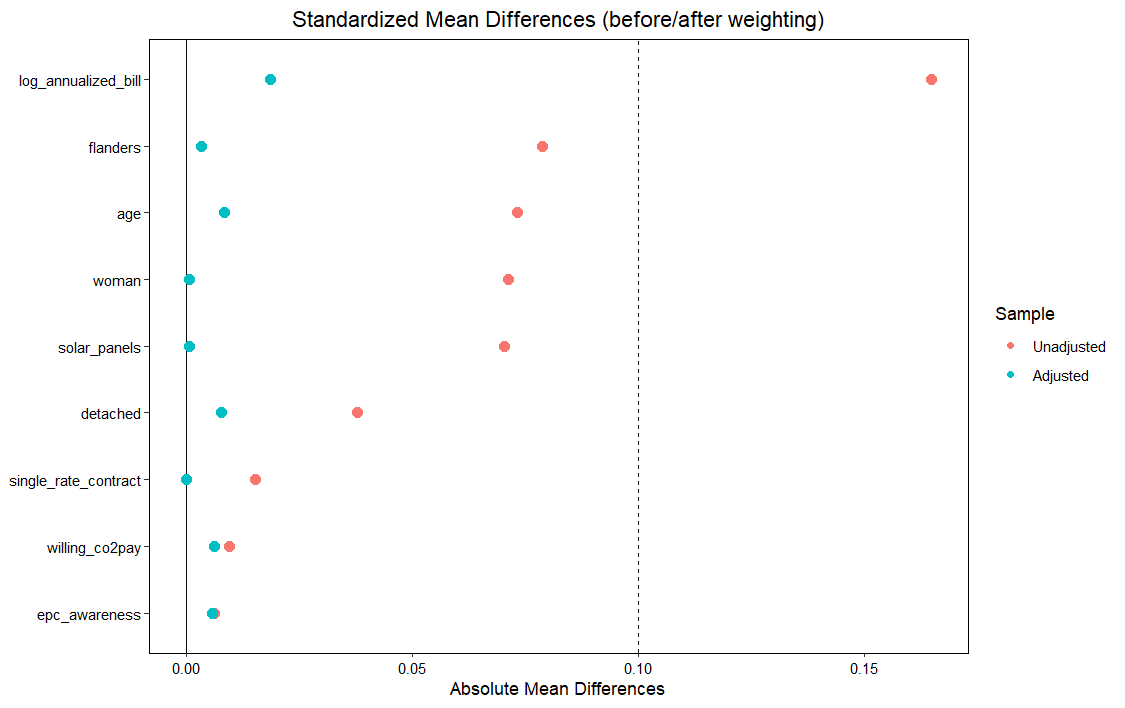 Standardized Mean Differences (before/after weighting)
log_annualized_bill
flanders
age
woman
solar_panels
detached
single_rate_contract
willing_co2pay
epc_awareness
0.00 0.05 0.10 0.15
Absolute Mean Differences
Sample
Unadjusted
Adjusted